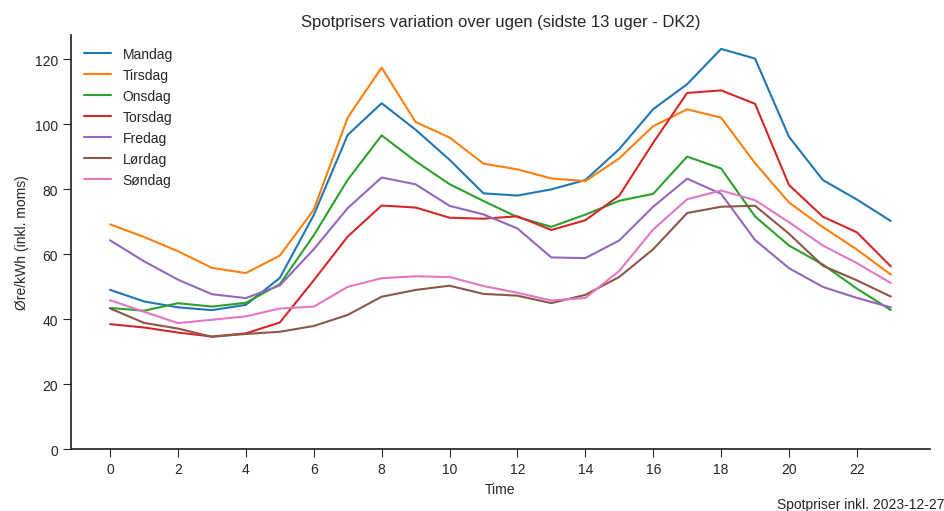 Spotprisers variation over ugen (sidste 13 uger - DK2)
Mandag
Tirsdag
Onsdag
Torsdag
Fredag
Lørdag
Søndag
Øre/kWh (inkl. moms)
120
100
80
60
40
20
0
0 2 4 6 8 10 12 14 16 18 20 22
Time
Spotpriser inkl. 2023-12-27